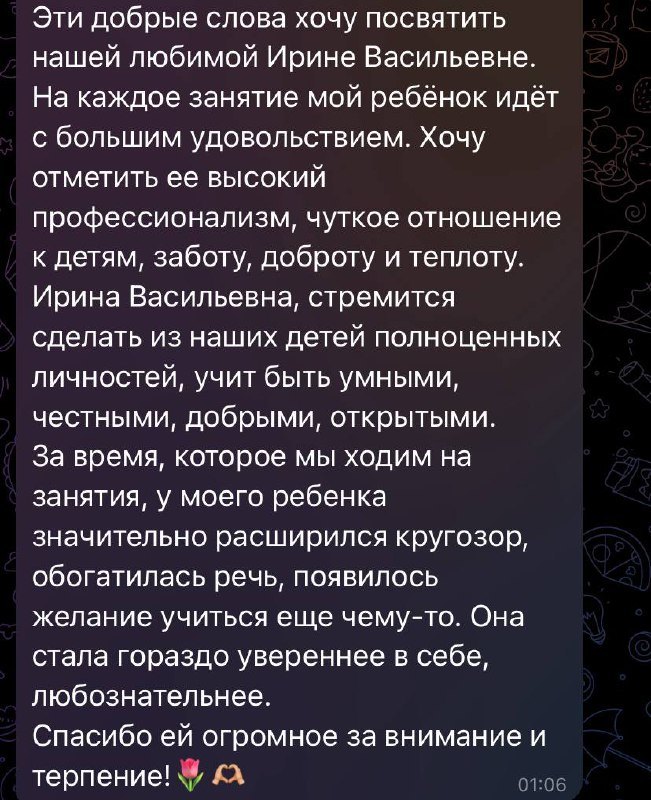 Эти добрые слова хочу посвятить
нашей любимой Ирине Васильевне.
На каждое занятие мой ребёнок идёт
с большим удовольствием. Хочу
отметить ее высокий
профессионализм, чуткое отношение
к детям, заботу, доброту и теплоту.
Ирина Васильевна, стремится
сделать из наших детей полноценных
личностей, учит быть умными,
честными, добрыми, открытыми.
За время, которое мы ходим на
занятия, у моего ребенка
значительно расширился кругозор,
обогатилась речь, появилось
желание учиться еще чему-то. Она
стала гораздо увереннее в себе,
любознательнее.
Спасибо ей огромное за внимание и
терпение!🌷🫶🏽
01:06